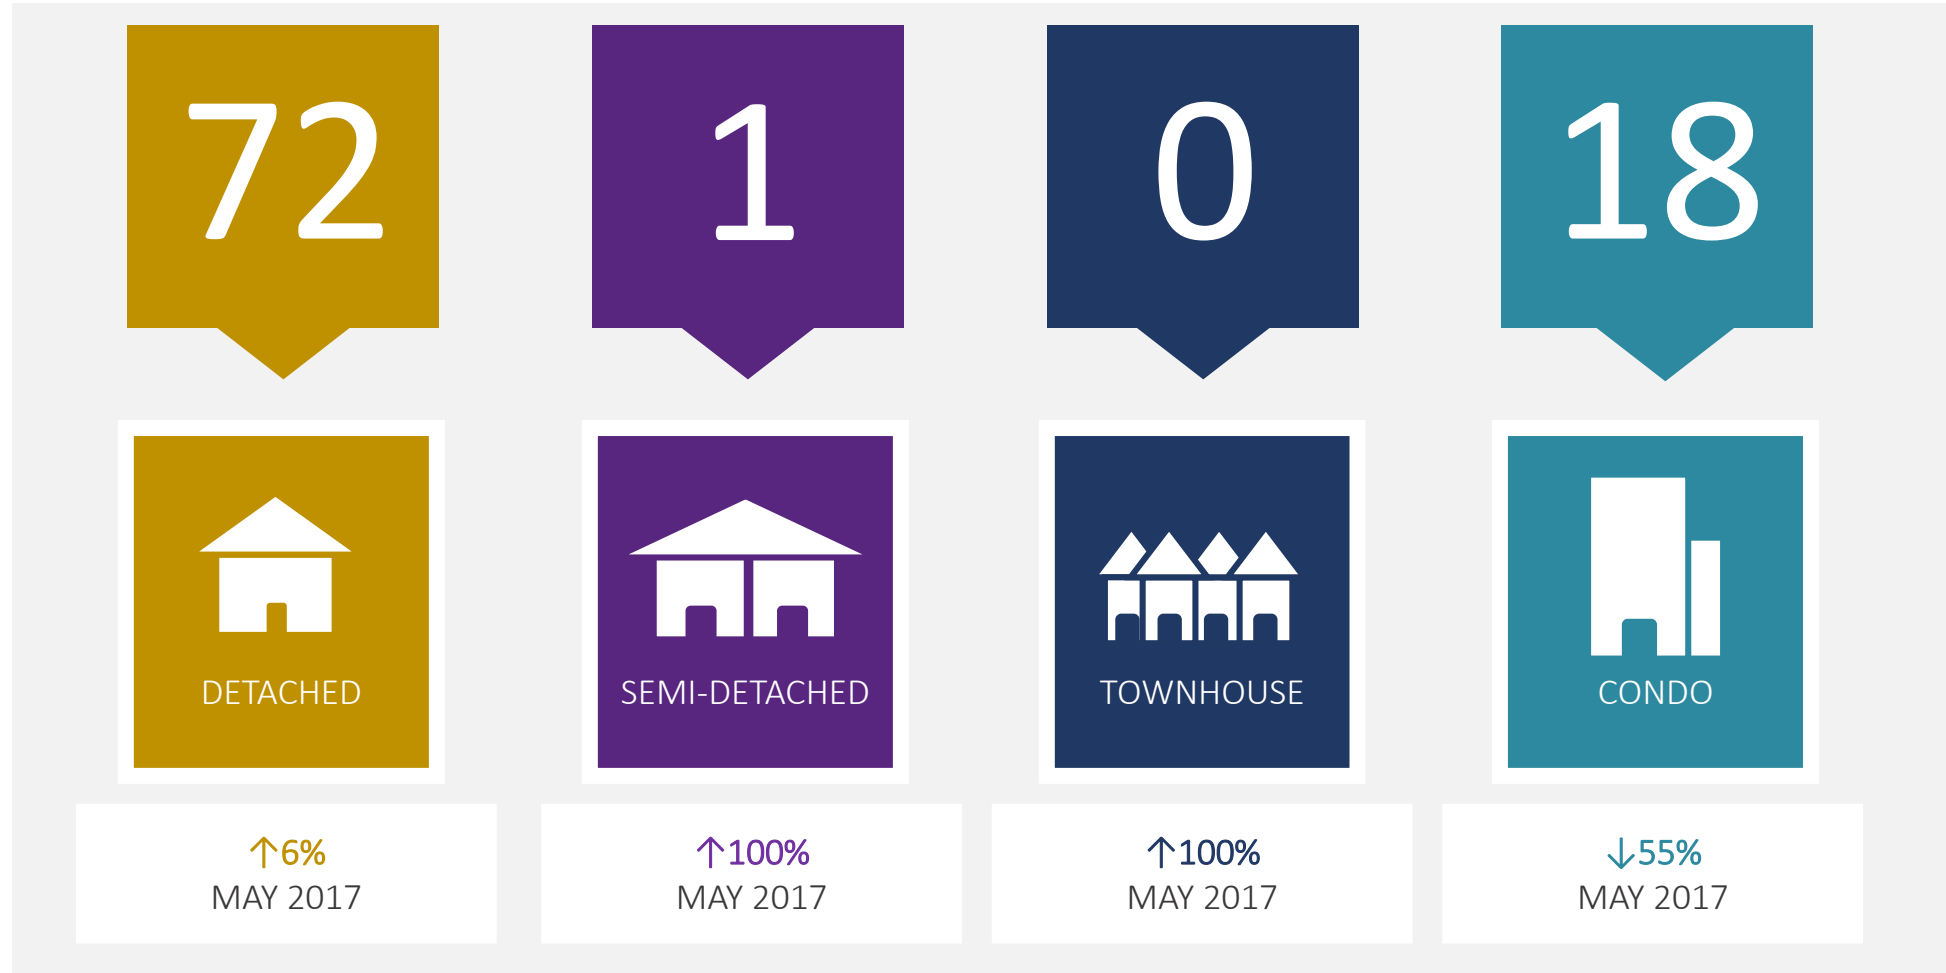 72
1
0
18
DETACHED
SEMI-DETACHED
TOWNHOUSE
CONDO
↑6%
MAY 2017
↑100%
MAY 2017
↑100%
MAY 2017
↓55%
MAY 2017